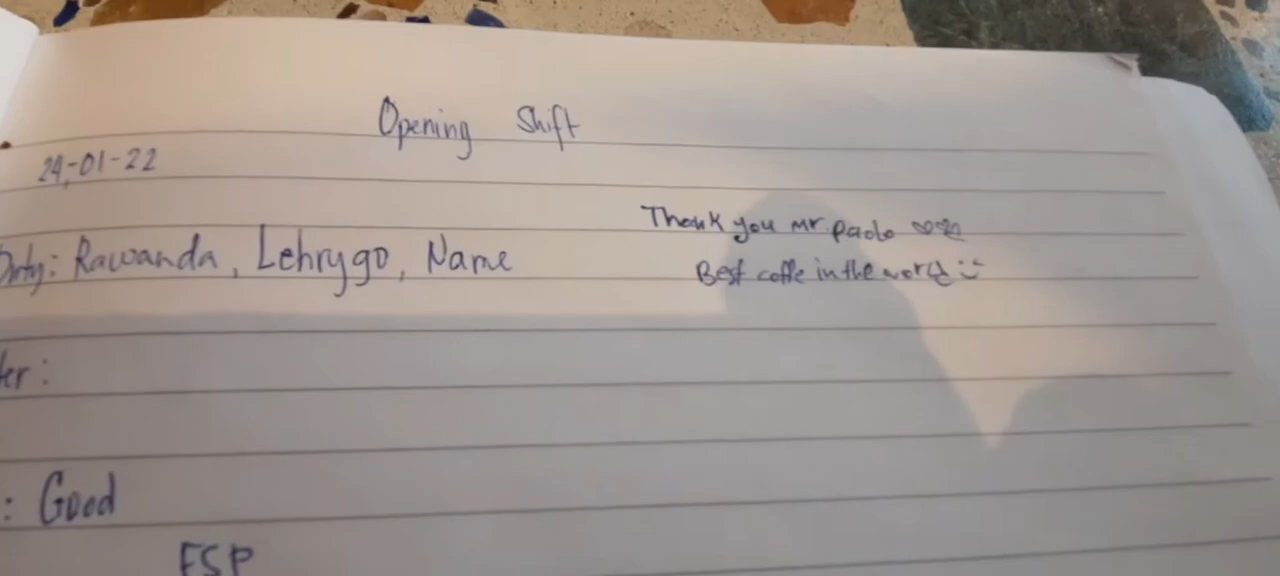 Opening Shift
24-01-22
Thank you Mr. Paolo
Duty: Rawanda, Lehrygo, Name
Best coffe in the world :)
: Good
ESP